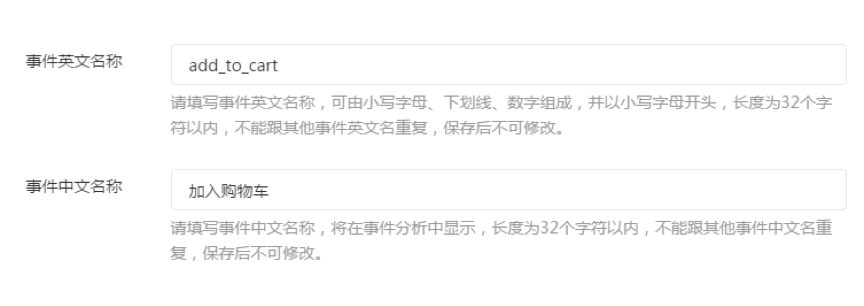 事件英文名称 add_to_cart
请填写事件英文名称，可由小写字母、下划线、数字组成，并以小写字母开头，长度为32个字
符以内，不能跟其他事件英文名重复，保存后不可修改。
事件中文名称 加入购物车
请填写事件中文名称，将在事件分析中显示，长度为32个字符以内，不能跟其他事件中文名重
复，保存后不可修改。